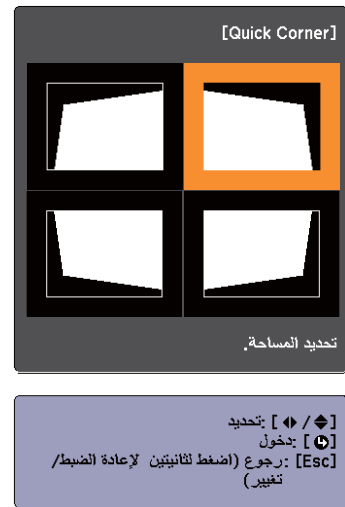 [Quick Corner]
تحديد المساحة.
[⬍ / ⬌] :تحديد
[↵] :دخول
[Esc] :رجوع (اضغط لثانيتين لإعادة الضبط/
تغيير)